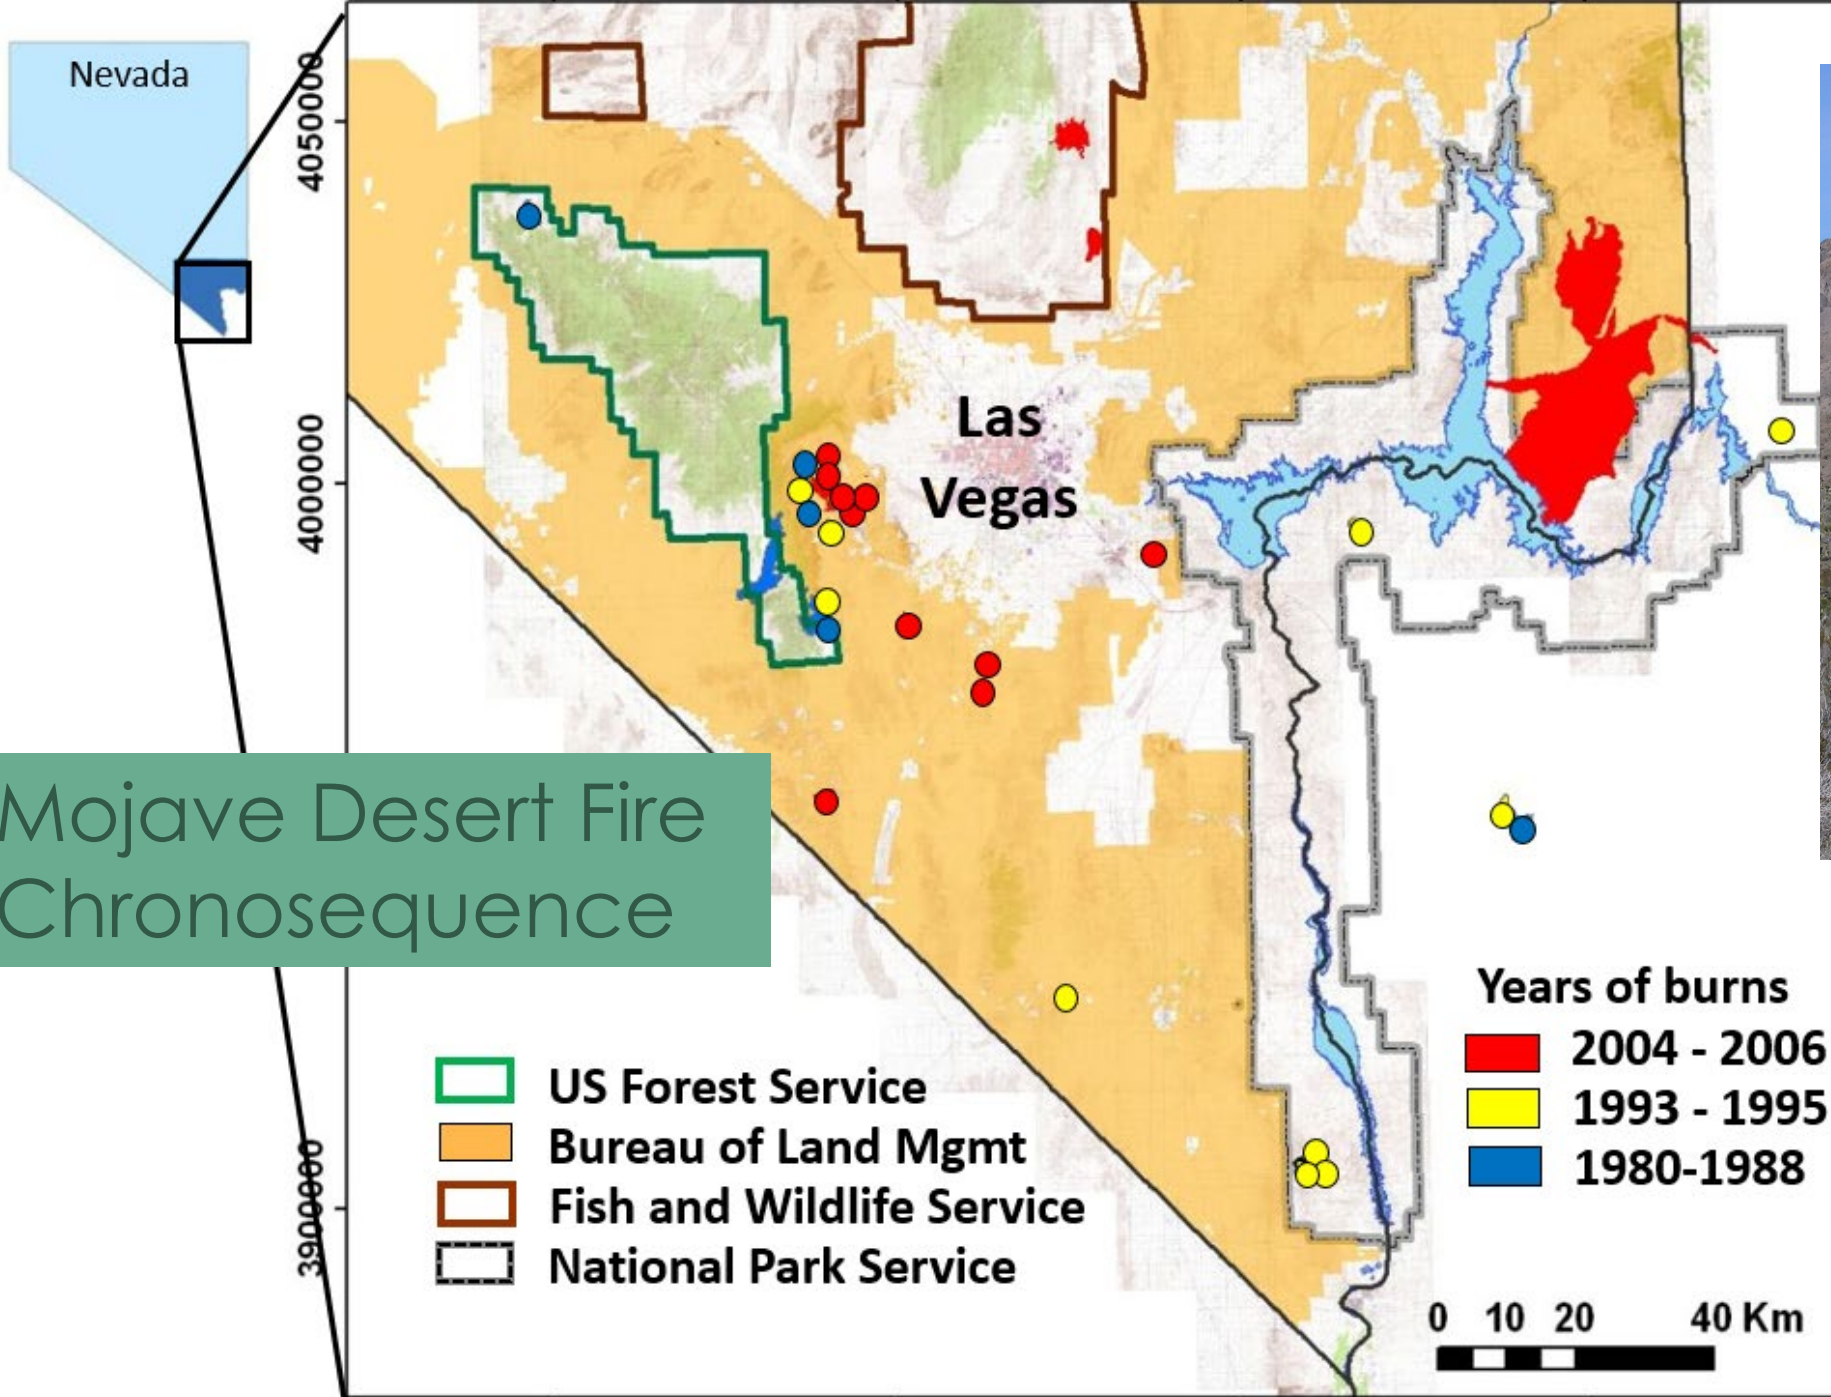 Nevada
4050000
4000000
3900000
Las
Vegas
Mojave Desert Fire
Chronosequence
US Forest Service
Bureau of Land Mgmt
Fish and Wildlife Service
National Park Service
Years of burns
2004 - 2006
1993 - 1995
1980-1988
0 10 20 40 Km